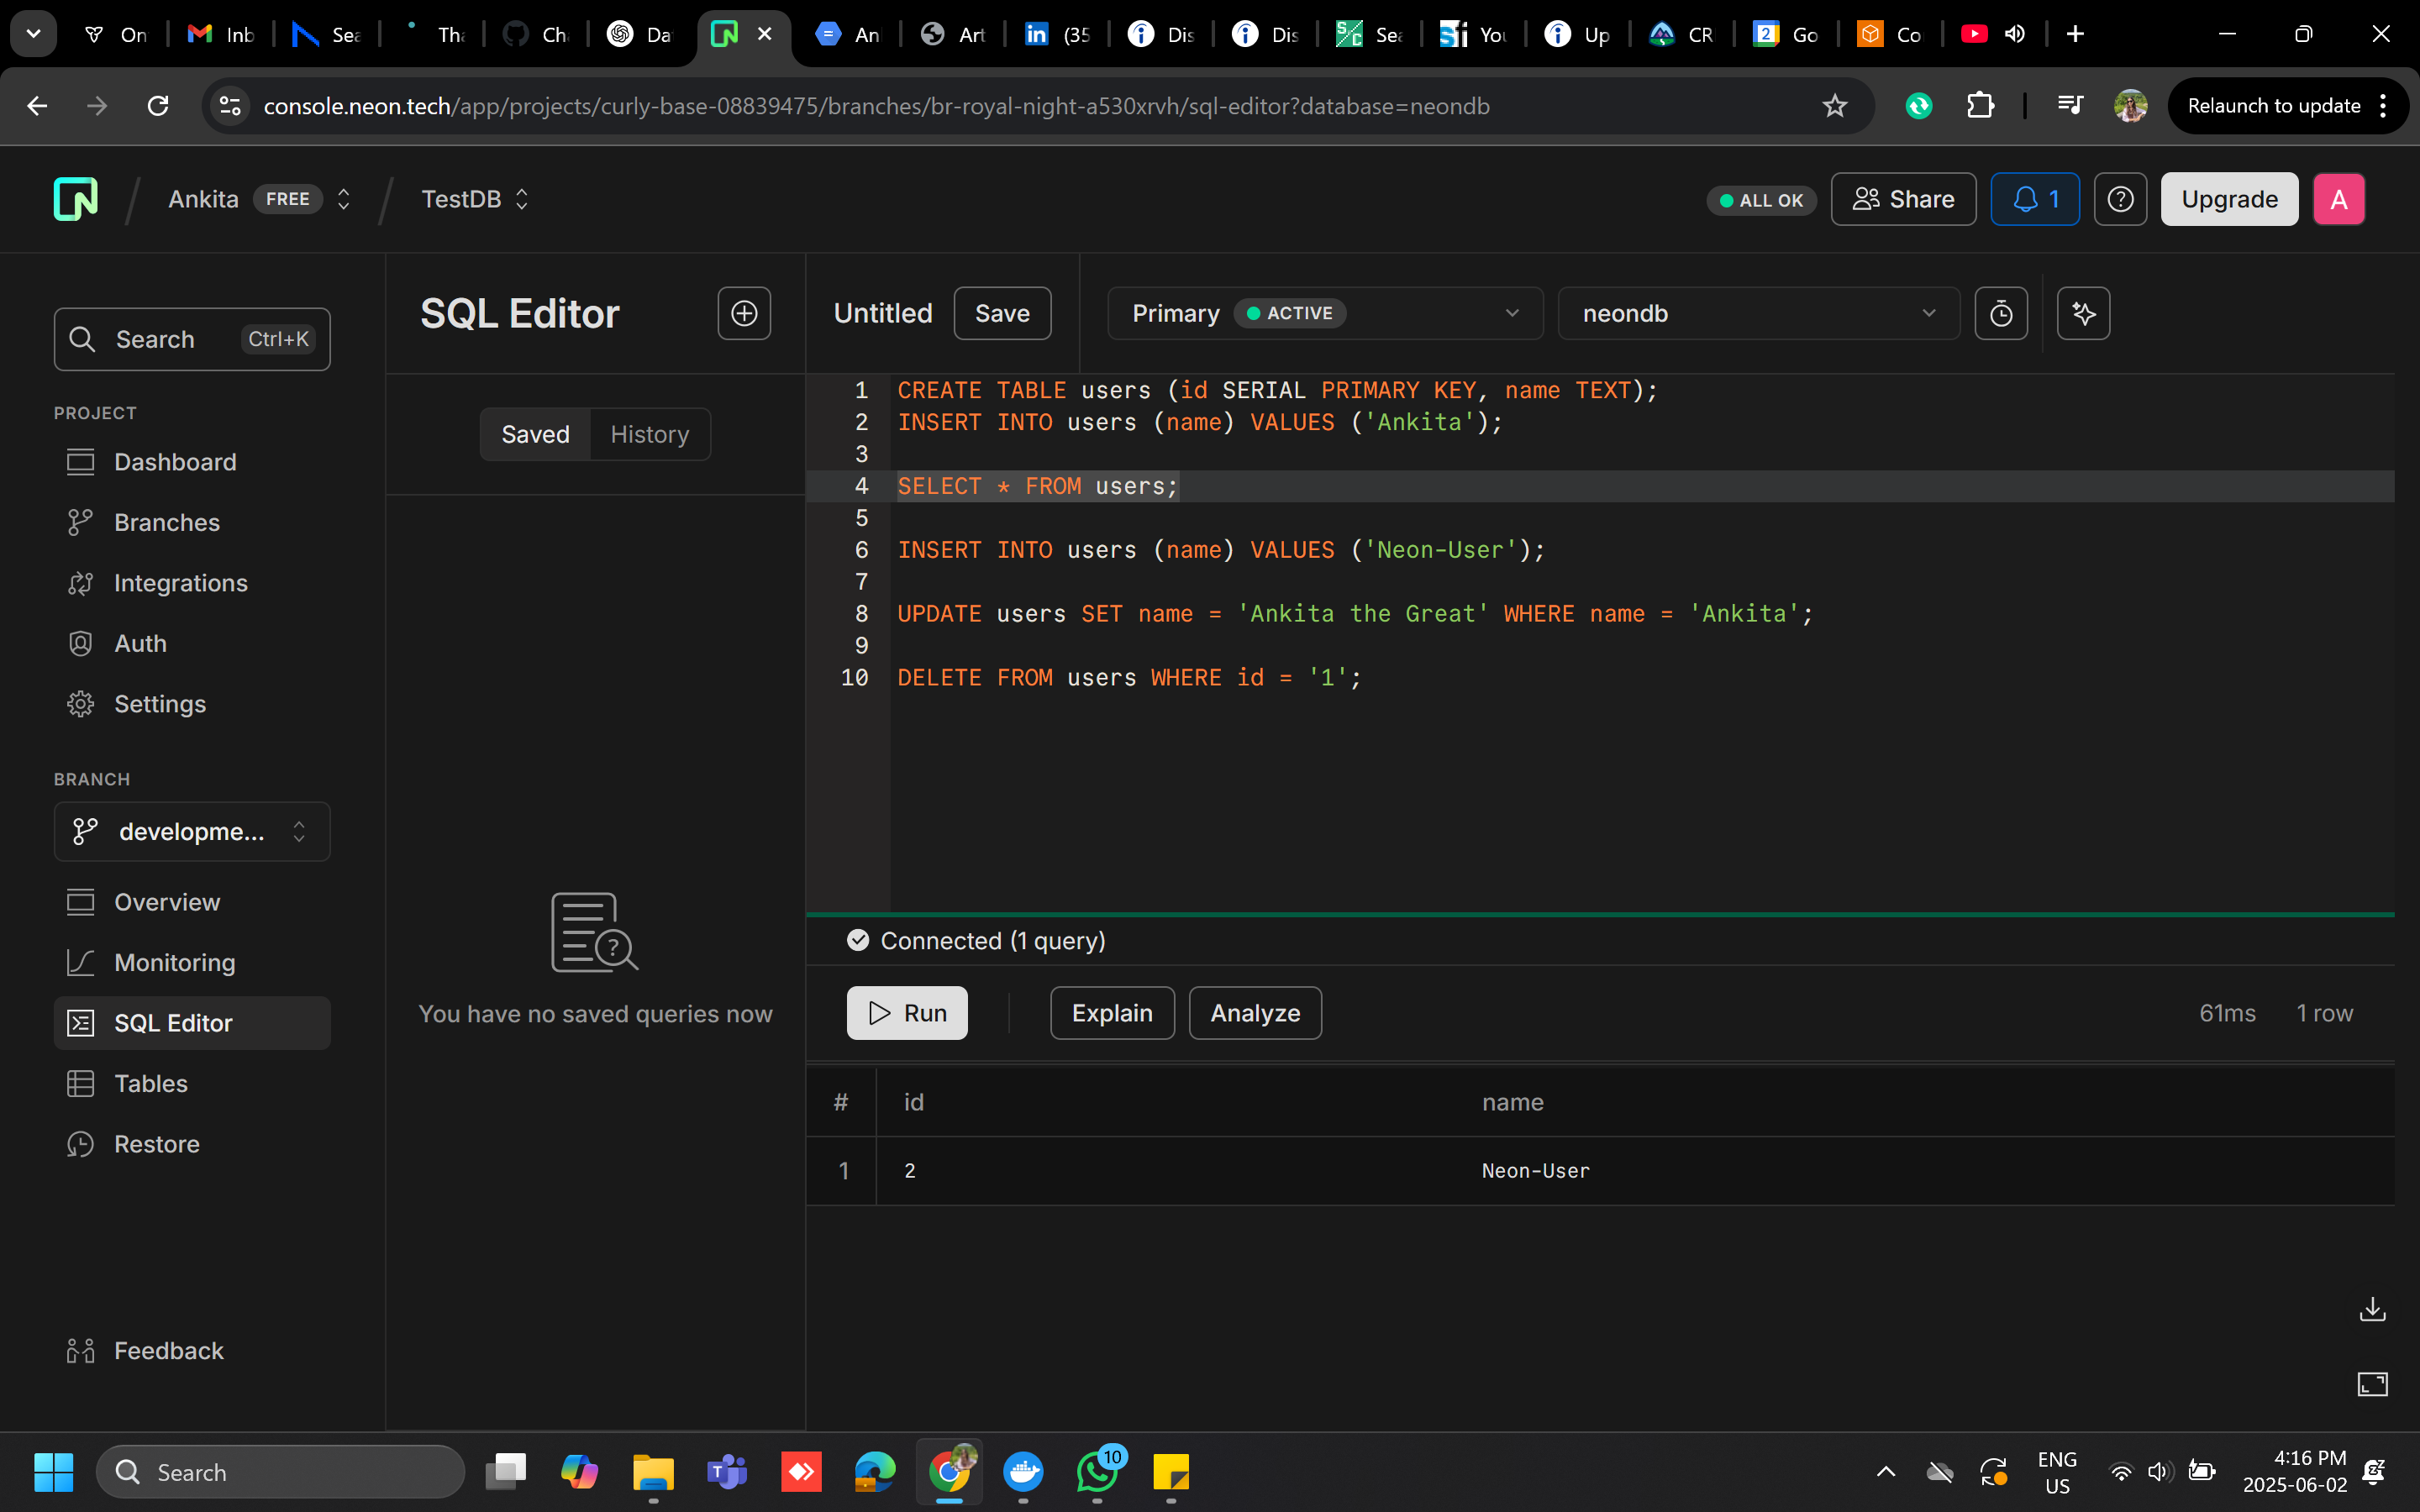 On
Inb
Sea
Tha
Ch
Da
An
Art
(35
Dis
Dis
Sea
You
Up
CR
2
Go
Co
console.neon.tech/app/projects/curly-base-08839475/branches/br-royal-night-a530xrvh/sql-editor?database=neondb
Relaunch to update
Ankita
FREE
TestDB
ALL OK
Share
1
Upgrade
A
Search
Ctrl+K
PROJECT
Dashboard
Branches
Integrations
Auth
Settings
BRANCH
developme...
Overview
Monitoring
SQL Editor
Tables
Restore
Feedback
SQL Editor
Saved
History
You have no saved queries now
Untitled
Save
Primary
ACTIVE
neondb
1 CREATE TABLE users (id SERIAL PRIMARY KEY, name TEXT);
2 INSERT INTO users (name) VALUES ('Ankita');
3
4 SELECT * FROM users;
5
6 INSERT INTO users (name) VALUES ('Neon-User');
7
8 UPDATE users SET name = 'Ankita the Great' WHERE name = 'Ankita';
9
10 DELETE FROM users WHERE id = '1';
Connected (1 query)
Run
Explain
Analyze
61ms
1 row
# id name
1 2 Neon-User
Search
10
ENG
US
4:16 PM
2025-06-02